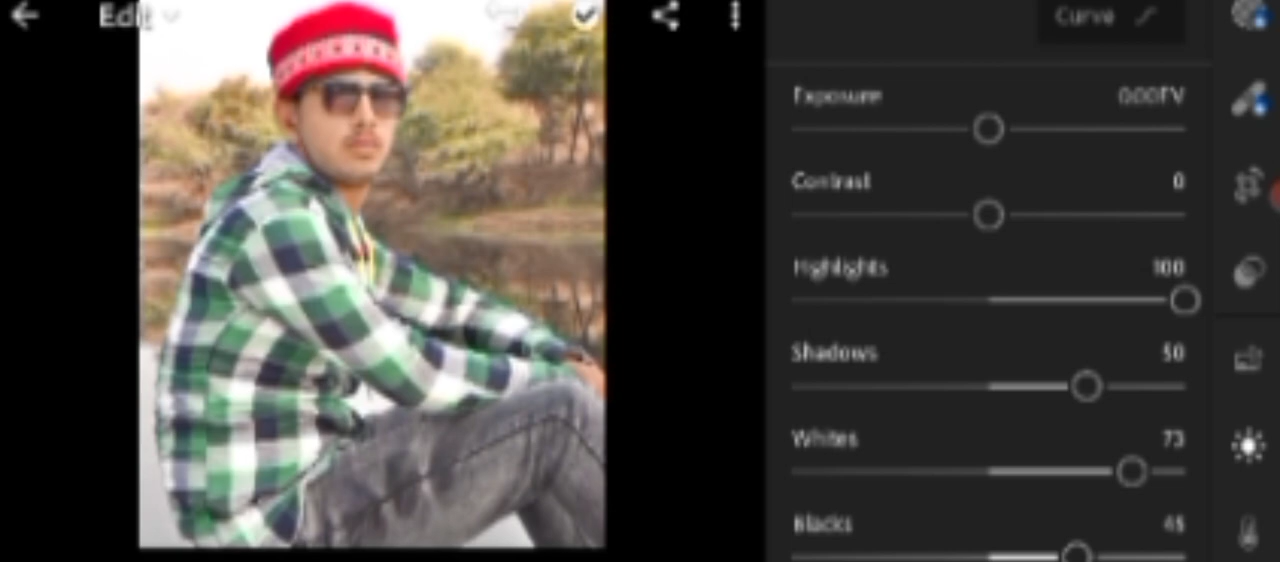 Edit
Curve
Exposure 0.00EV
Contrast 0
Highlights 100
Shadows 50
Whites 73
Blacks 45